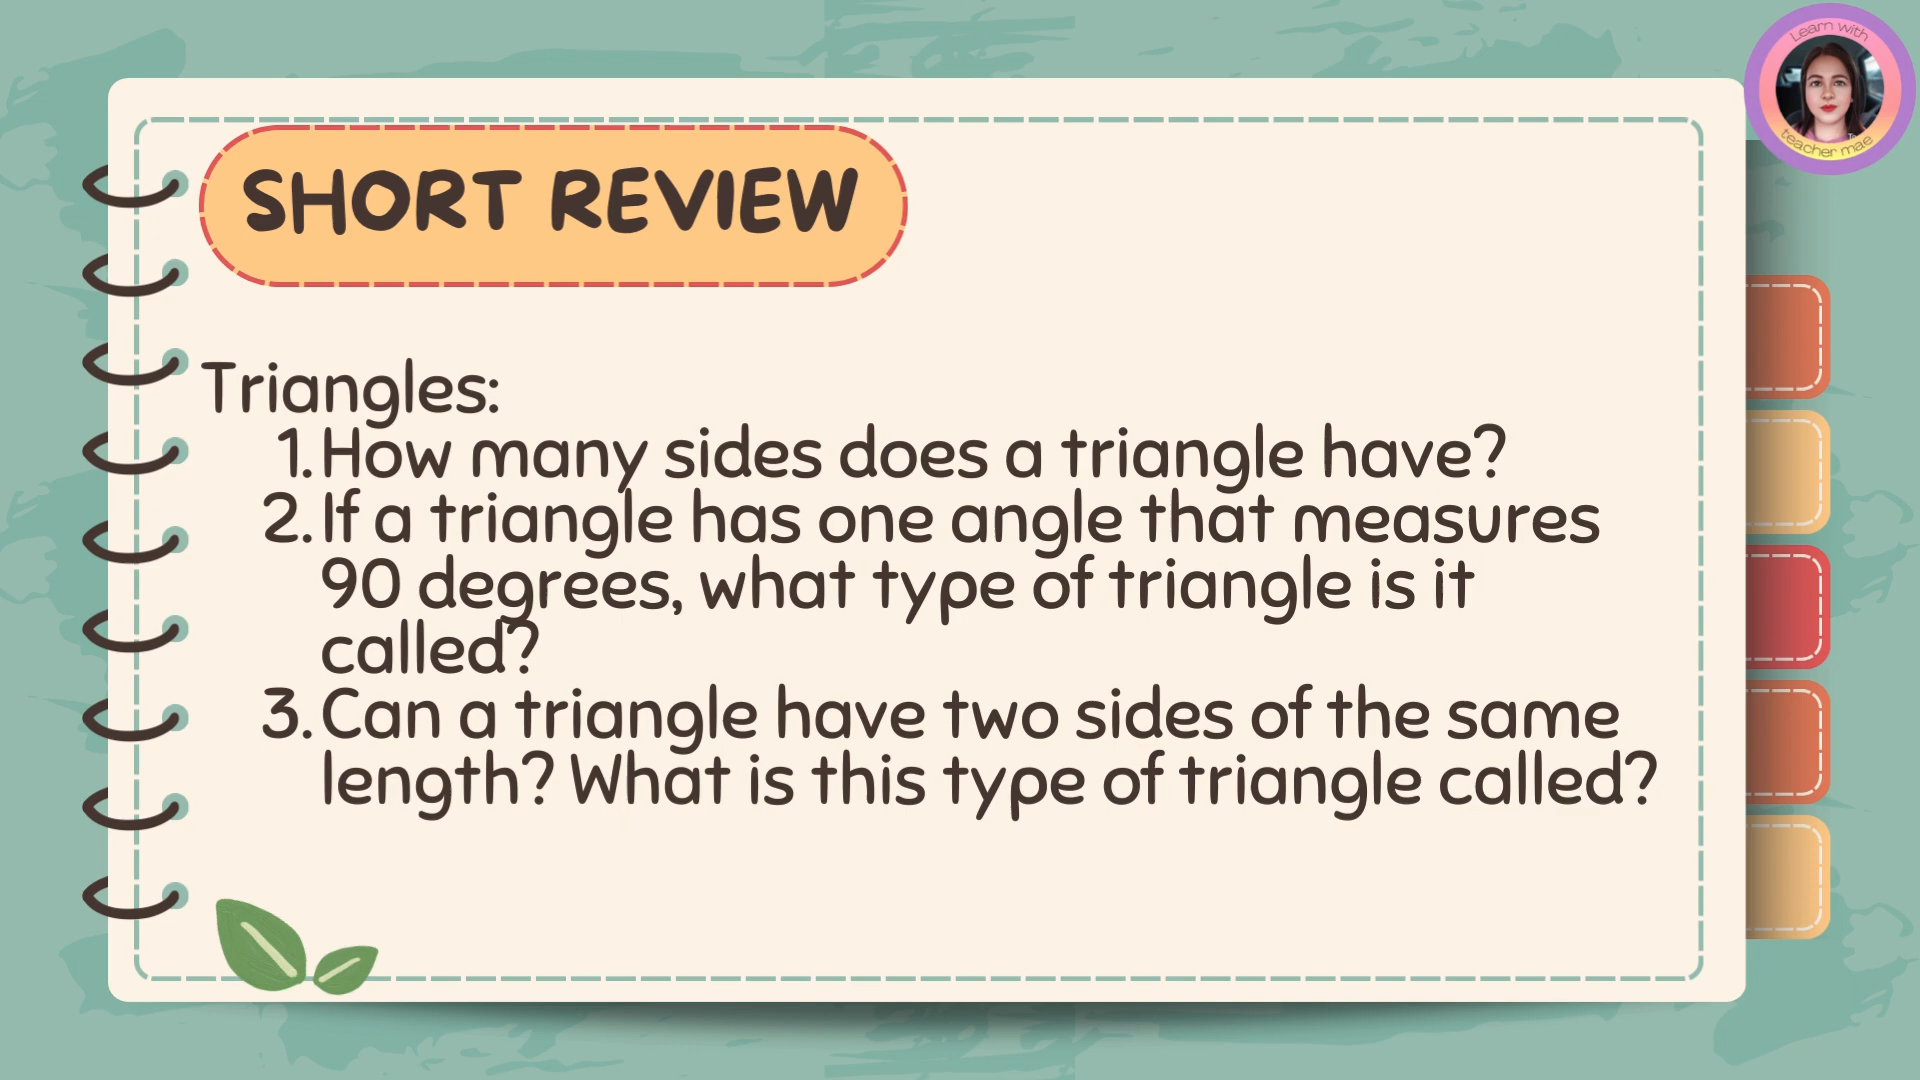 Learn with
teacher mae
SHORT REVIEW
Triangles:
1. How many sides does a triangle have?
2. If a triangle has one angle that measures
90 degrees, what type of triangle is it
called?
3. Can a triangle have two sides of the same
length? What is this type of triangle called?